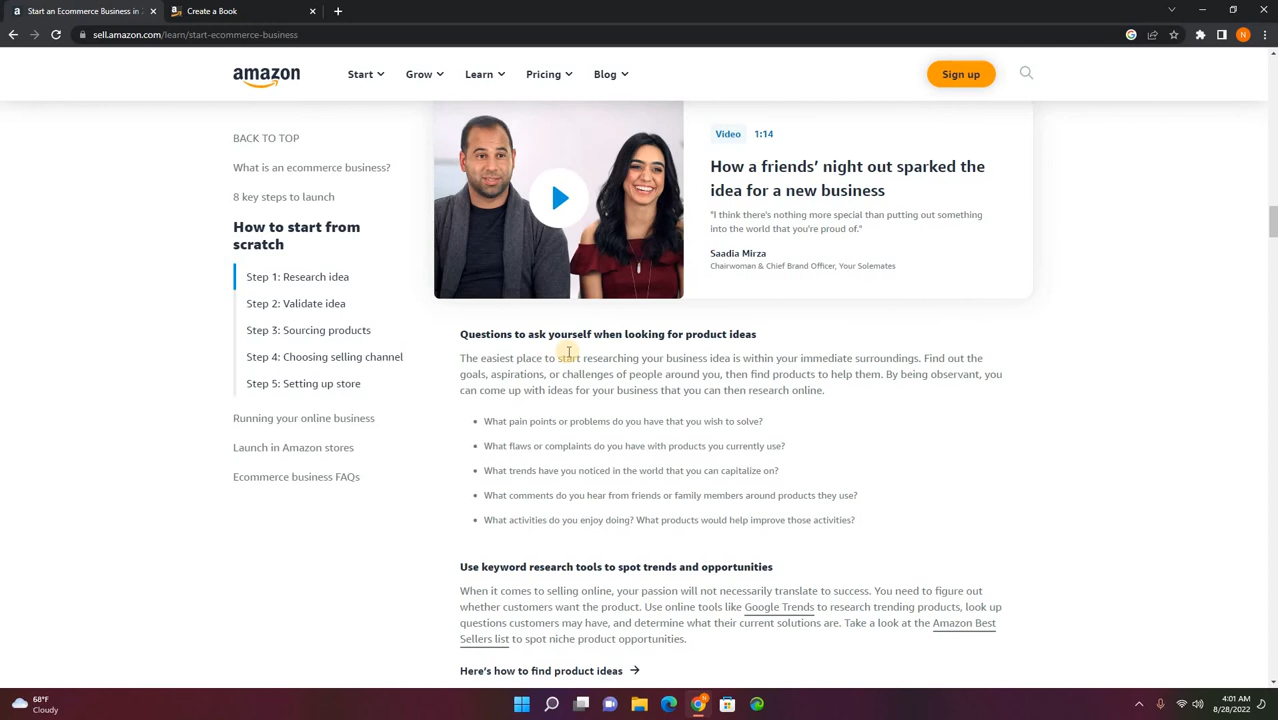 Start an Ecommerce Business in
Create a Book
sell.amazon.com/learn/start-ecommerce-business
N
amazon
Start
Grow
Learn
Pricing
Blog
Sign up
BACK TO TOP
What is an ecommerce business?
8 key steps to launch
How to start from
scratch
Step 1: Research idea
Step 2: Validate idea
Step 3: Sourcing products
Step 4: Choosing selling channel
Step 5: Setting up store
Running your online business
Launch in Amazon stores
Ecommerce business FAQs
Video 1:14
How a friends’ night out sparked the
idea for a new business
"I think there's nothing more special than putting out something
into the world that you're proud of."
Saadia Mirza
Chairwoman & Chief Brand Officer, Your Solemates
Questions to ask yourself when looking for product ideas
The easiest place to start researching your business idea is within your immediate surroundings. Find out the
goals, aspirations, or challenges of people around you, then find products to help them. By being observant, you
can come up with ideas for your business that you can then research online.
• What pain points or problems do you have that you wish to solve?
• What flaws or complaints do you have with products you currently use?
• What trends have you noticed in the world that you can capitalize on?
• What comments do you hear from friends or family members around products they use?
• What activities do you enjoy doing? What products would help improve those activities?
Use keyword research tools to spot trends and opportunities
When it comes to selling online, your passion will not necessarily translate to success. You need to figure out
whether customers want the product. Use online tools like Google Trends to research trending products, look up
questions customers may have, and determine what their current solutions are. Take a look at the Amazon Best
Sellers list to spot niche product opportunities.
Here’s how to find product ideas →
68°F
Cloudy
4:01 AM
8/28/2022